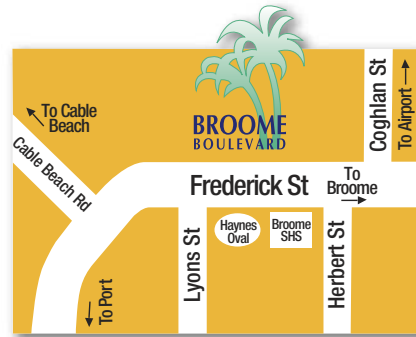 To Cable
Beach
Cable Beach Rd
BROOME
BOULEVARD
Coghlan St
To Airport
Frederick St
To
Broome
Lyons St
Haynes
Oval
Broome
SHS
Herbert St
To Port